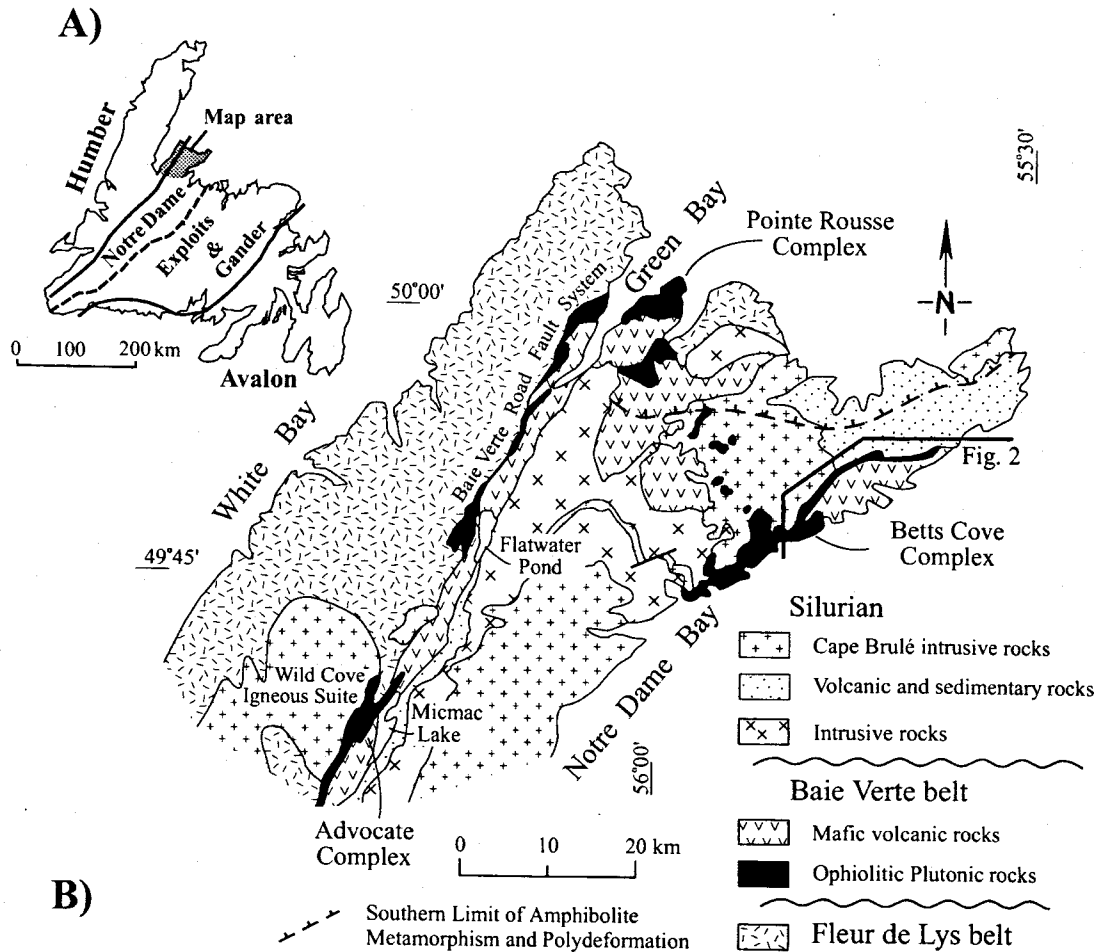 A)
Humber
Map area
Notre Dame
Exploits
&
Gander
Avalon
0 100 200 km
55°30'
50°00'
Green Bay
Pointe Rousse
Complex
N
White Bay
Baie Verte Road Fault System
Fig. 2
49°45'
Flatwater
Pond
Betts Cove
Complex
Wild Cove
Igneous Suite
Micmac
Lake
Notre Dame Bay
56°00'
Advocate
Complex
0 10 20 km
Silurian
Cape Brulé intrusive rocks
Volcanic and sedimentary rocks
Intrusive rocks
Baie Verte belt
Mafic volcanic rocks
Ophiolitic Plutonic rocks
Fleur de Lys belt
B)
Southern Limit of Amphibolite
Metamorphism and Polydeformation